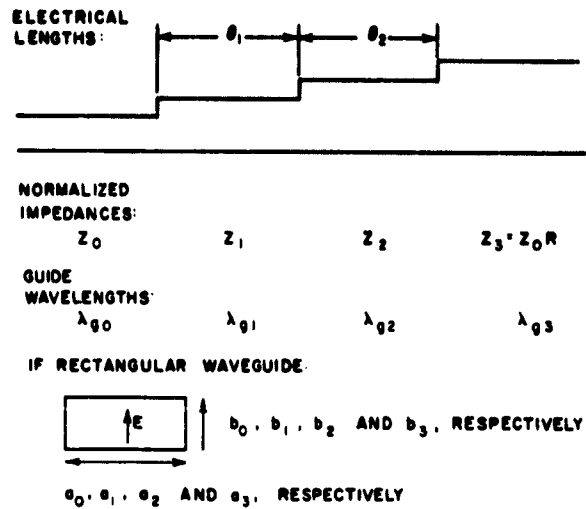 ELECTRICAL
LENGTHS:
θ1 θ2
NORMALIZED
IMPEDANCES:
Z0 Z1 Z2 Z3 = Z0R
GUIDE
WAVELENGTHS:
λg0 λg1 λg2 λg3
IF RECTANGULAR WAVEGUIDE:
E
b0, b1, b2 AND b3, RESPECTIVELY
a0, a1, a2 AND a3, RESPECTIVELY